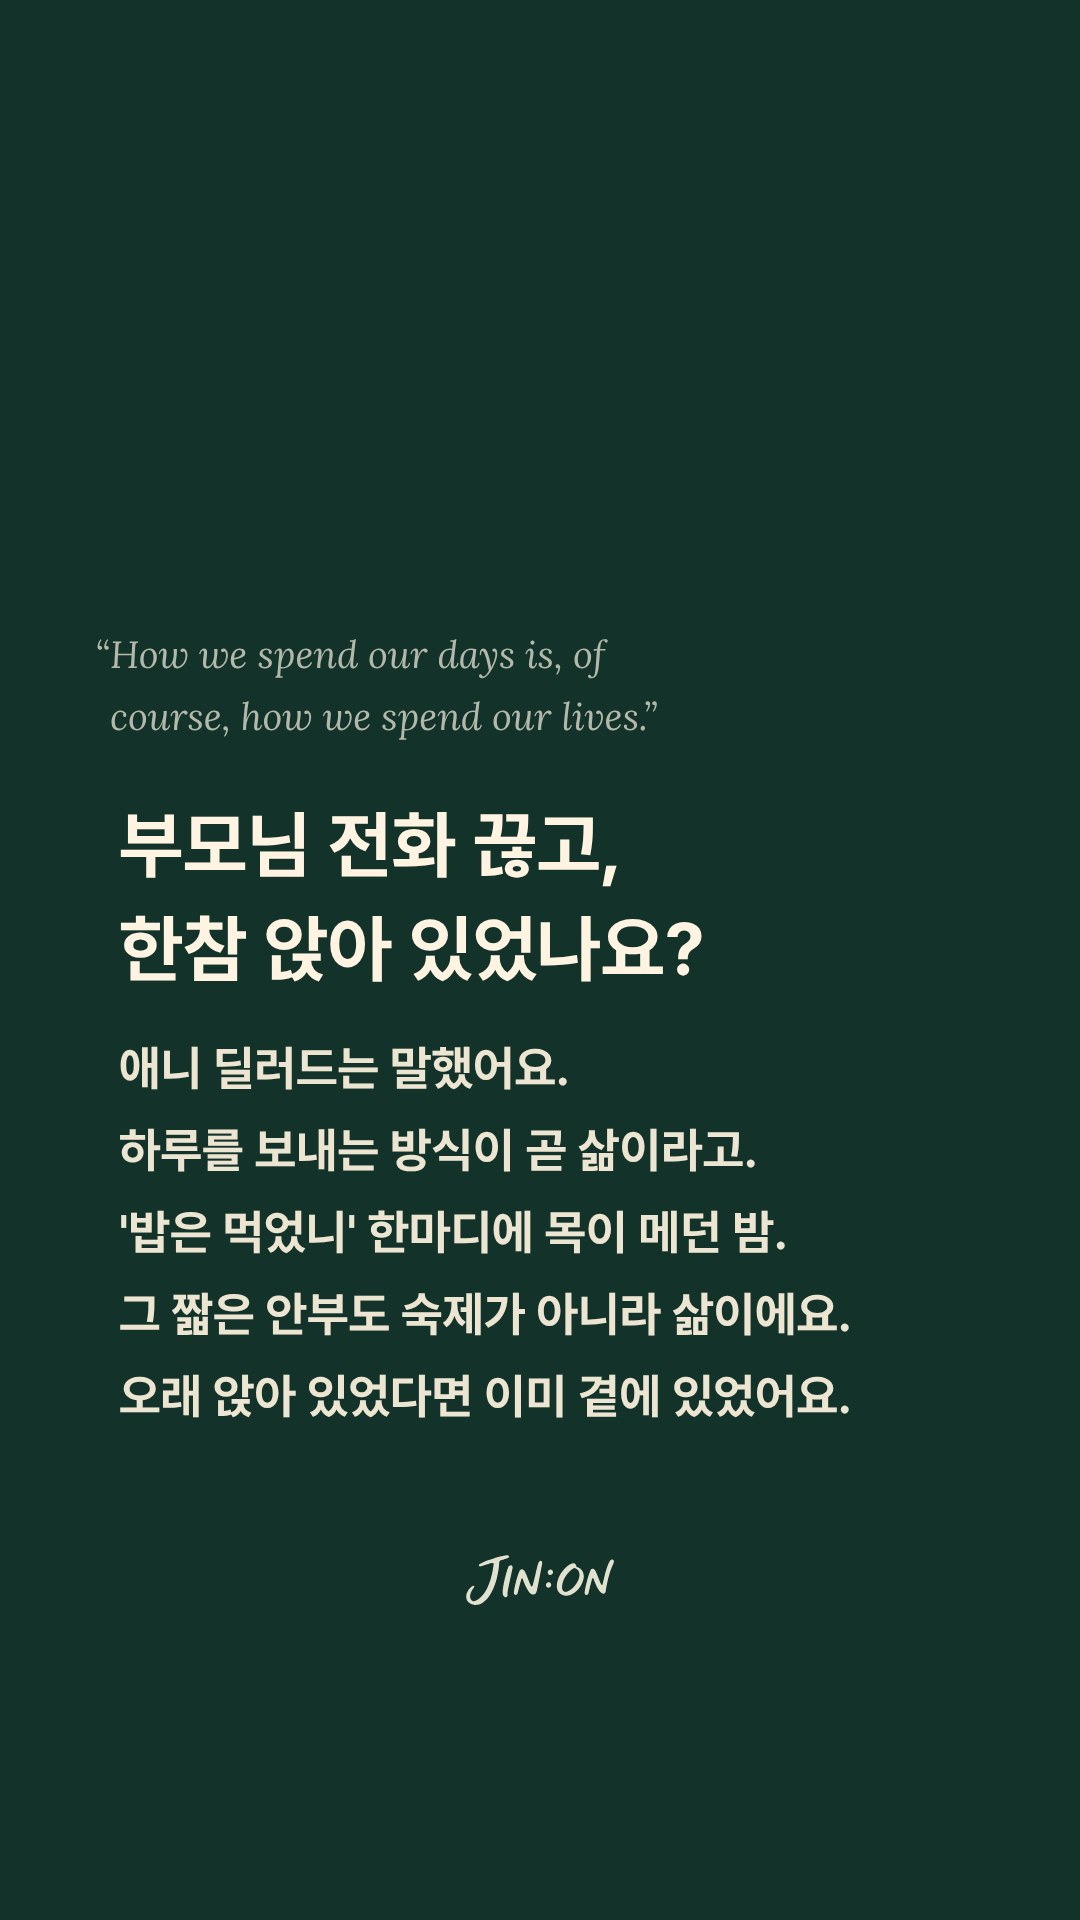 “How we spend our days is, of
course, how we spend our lives.”
부모님 전화 끊고,
한참 앉아 있었나요?
애니 딜러드는 말했어요.
하루를 보내는 방식이 곧 삶이라고.
'밥은 먹었니' 한마디에 목이 메던 밤.
그 짧은 안부도 숙제가 아니라 삶이에요.
오래 앉아 있었다면 이미 곁에 있었어요.
JIN:ON